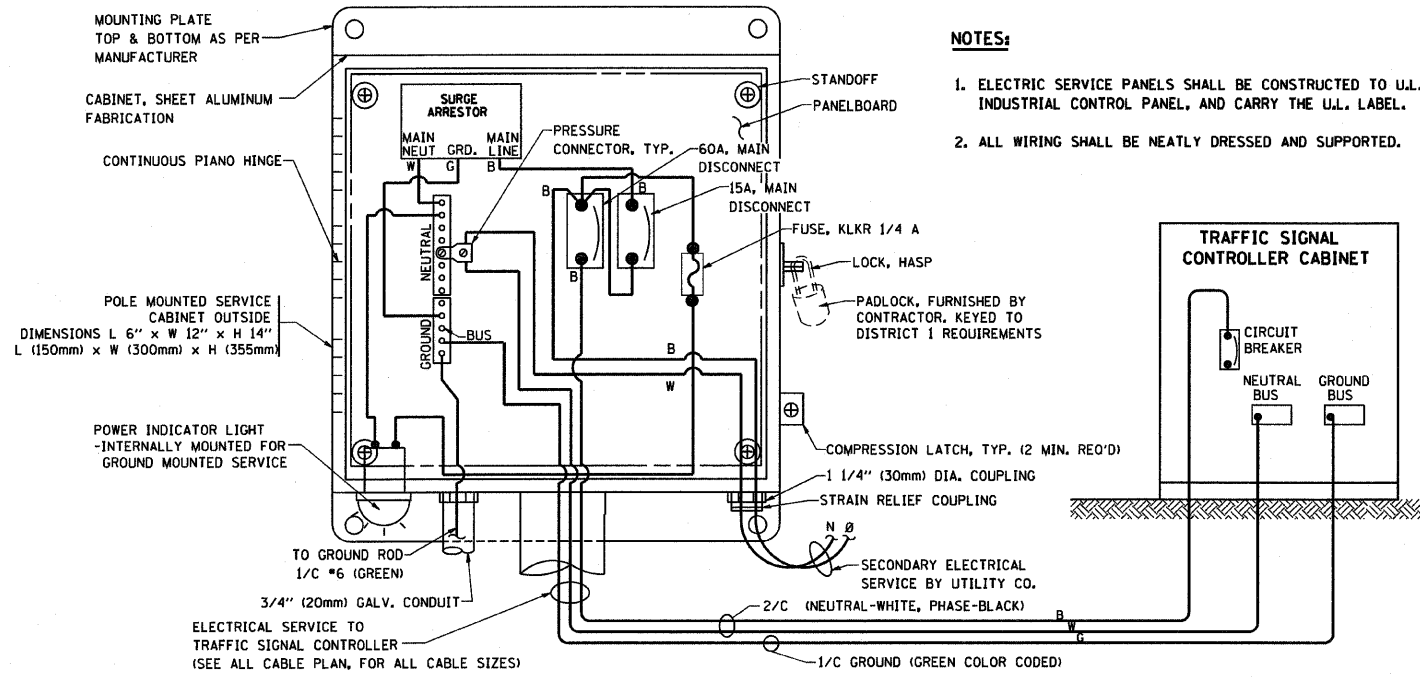 MOUNTING PLATE
TOP & BOTTOM AS PER
MANUFACTURER
CABINET, SHEET ALUMINUM
FABRICATION
CONTINUOUS PIANO HINGE
POLE MOUNTED SERVICE
CABINET OUTSIDE
DIMENSIONS L 6" x W 12" x H 14"
L (150mm) x W (300mm) x H (355mm)
POWER INDICATOR LIGHT
-INTERNALLY MOUNTED FOR
GROUND MOUNTED SERVICE
SURGE
ARRESTOR
MAIN
NEUT
GRD.
MAIN
LINE
W
G
B
PRESSURE
CONNECTOR, TYP.
STANDOFF
PANELBOARD
60A, MAIN
DISCONNECT
15A, MAIN
DISCONNECT
B
B
B
NEUTRAL
GROUND
BUS
FUSE, KLKR 1/4 A
LOCK, HASP
PADLOCK, FURNISHED BY
CONTRACTOR. KEYED TO
DISTRICT 1 REQUIREMENTS
B
W
COMPRESSION LATCH, TYP. (2 MIN. REQ'D)
1 1/4" (30mm) DIA. COUPLING
STRAIN RELIEF COUPLING
N Ø
SECONDARY ELECTRICAL
SERVICE BY UTILITY CO.
TO GROUND ROD
1/C #6 (GREEN)
3/4" (20mm) GALV. CONDUIT
ELECTRICAL SERVICE TO
TRAFFIC SIGNAL CONTROLLER
(SEE ALL CABLE PLAN, FOR ALL CABLE SIZES)
2/C (NEUTRAL-WHITE, PHASE-BLACK)
B
W
G
1/C GROUND (GREEN COLOR CODED)
NOTES:
1. ELECTRIC SERVICE PANELS SHALL BE CONSTRUCTED TO U.L.
INDUSTRIAL CONTROL PANEL, AND CARRY THE U.L. LABEL.
2. ALL WIRING SHALL BE NEATLY DRESSED AND SUPPORTED.
TRAFFIC SIGNAL
CONTROLLER CABINET
CIRCUIT
BREAKER
NEUTRAL
BUS
GROUND
BUS